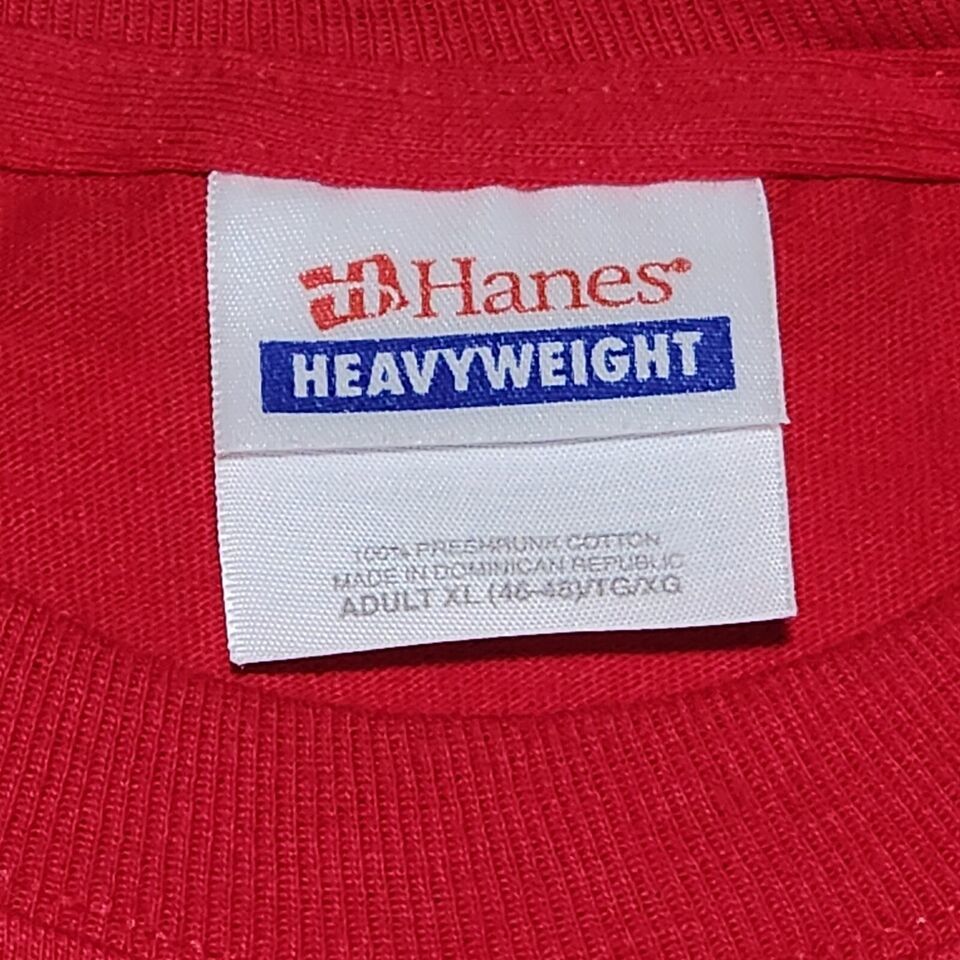 Hanes®
HEAVYWEIGHT
100% PRESHRUNK COTTON
MADE IN DOMINICAN REPUBLIC
ADULT XL (46-48)/TG/XG